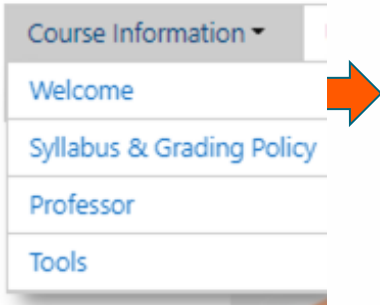 Course Information
Welcome
Syllabus & Grading Policy
Professor
Tools